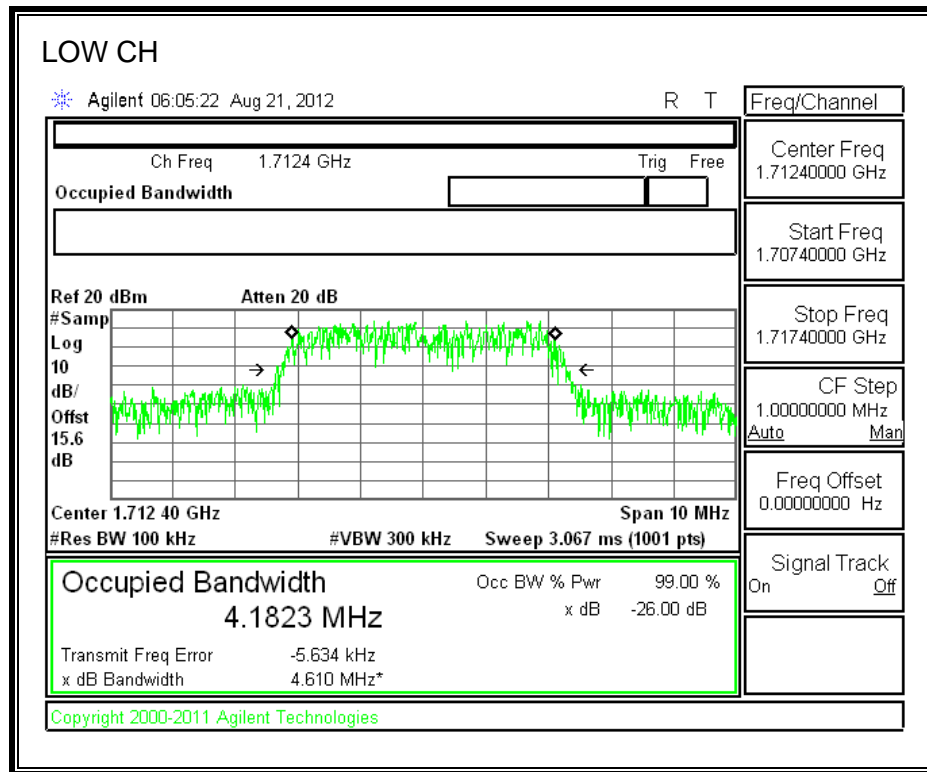 LOW CH
Agilent 06:05:22 Aug 21, 2012 R T
Freq/Channel
Ch Freq 1.7124 GHz Trig Free
Occupied Bandwidth
Center Freq
1.71240000 GHz
Start Freq
1.70740000 GHz
Stop Freq
1.71740000 GHz
CF Step
1.00000000 MHz
Auto Man
Freq Offset
0.00000000 Hz
Signal Track
On Off
Ref 20 dBm Atten 20 dB
#Samp
Log
10
dB/
Offst
15.6
dB
Center 1.712 40 GHz Span 10 MHz
#Res BW 100 kHz #VBW 300 kHz Sweep 3.067 ms (1001 pts)
Occupied Bandwidth Occ BW % Pwr 99.00 %
4.1823 MHz x dB -26.00 dB
Transmit Freq Error -5.634 kHz
x dB Bandwidth 4.610 MHz*
Copyright 2000-2011 Agilent Technologies